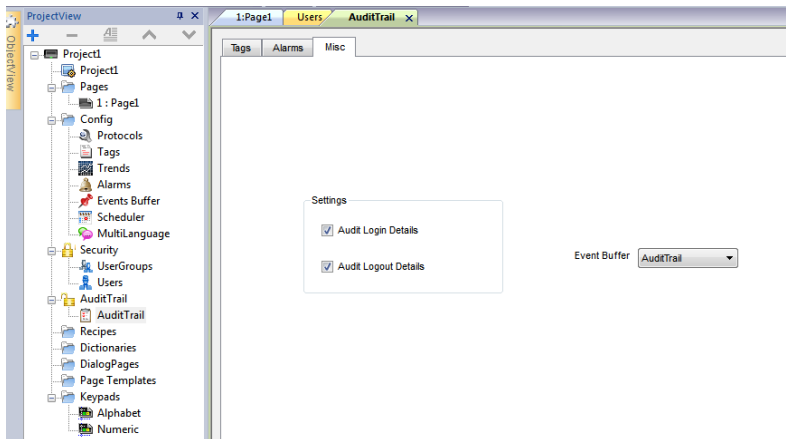 ObjectView
ProjectView
Project1
Project1
Pages
1 : Page1
Config
Protocols
Tags
Trends
Alarms
Events Buffer
Scheduler
MultiLanguage
Security
UserGroups
Users
AuditTrail
AuditTrail
Recipes
Dictionaries
DialogPages
Page Templates
Keypads
Alphabet
Numeric
1:Page1 Users AuditTrail
Tags Alarms Misc
Settings
Audit Login Details
Audit Logout Details
Event Buffer AuditTrail